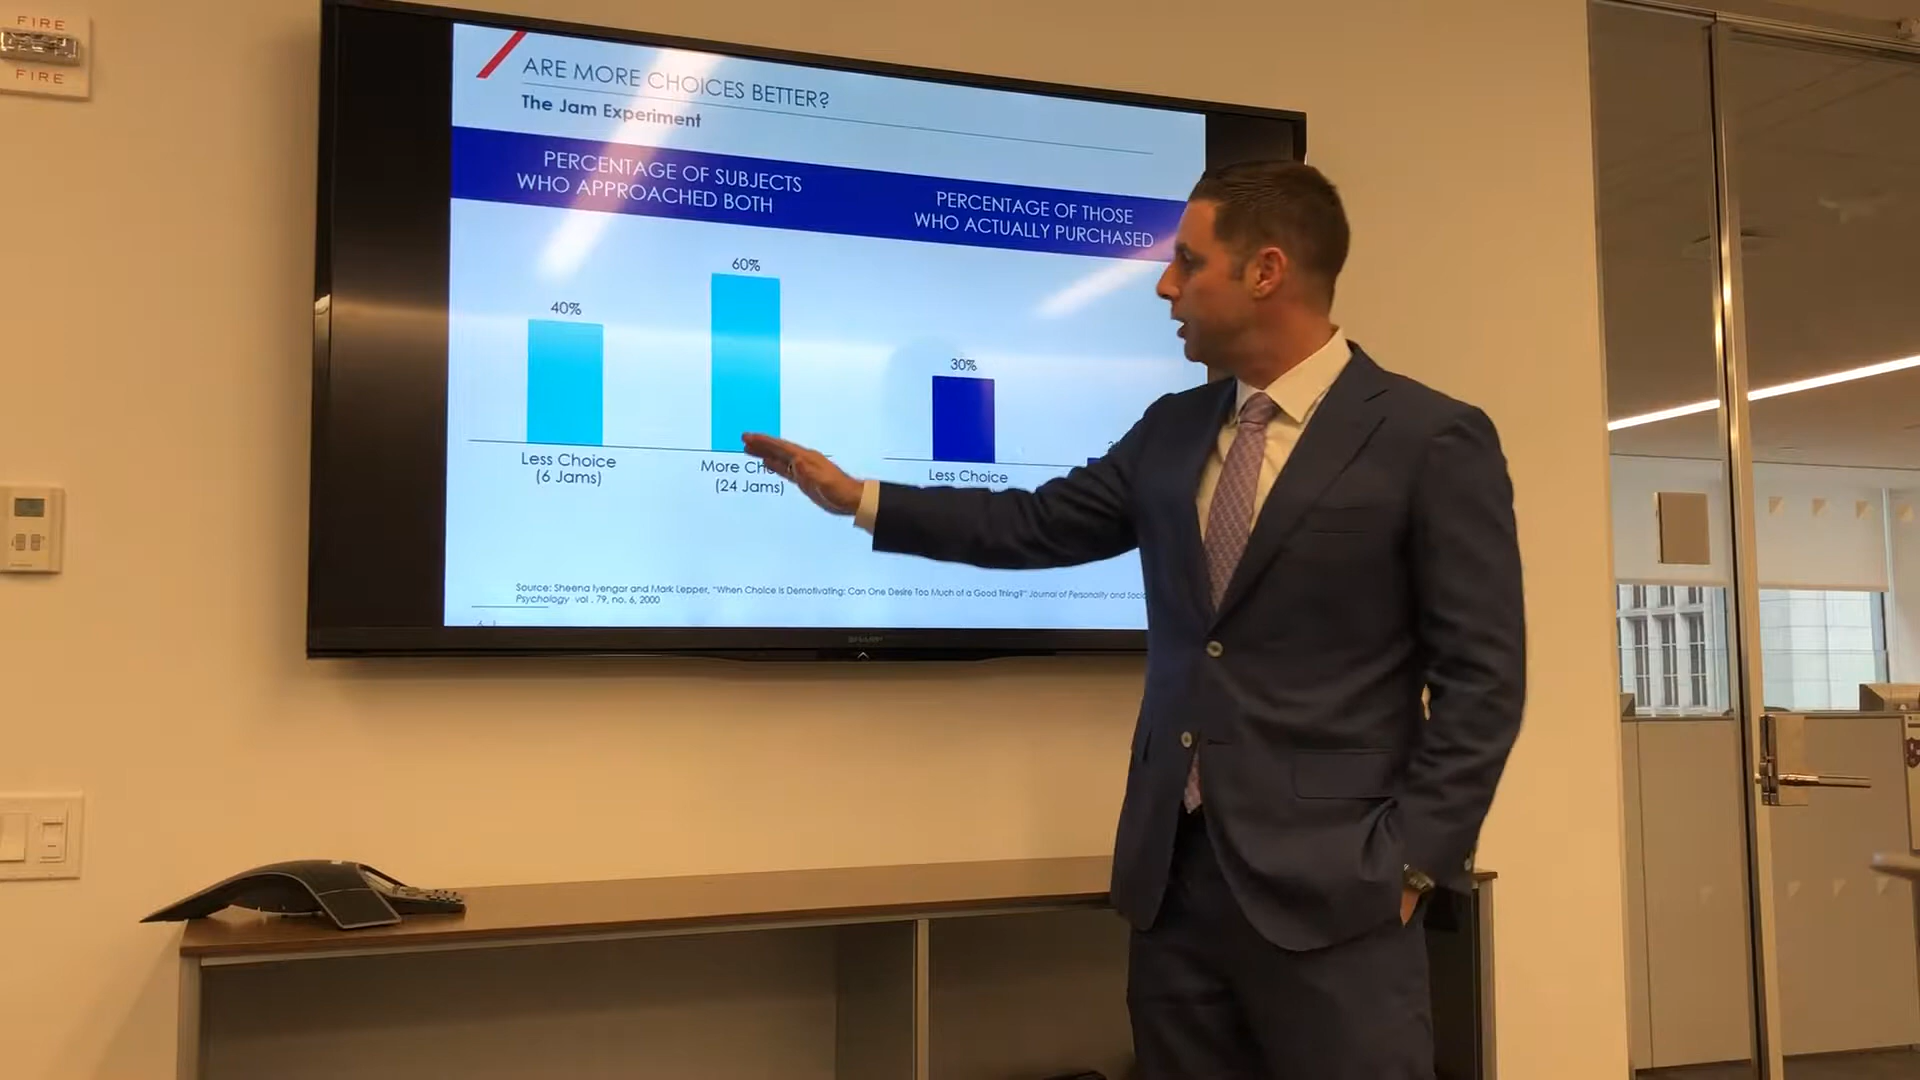 FIRE
FIRE
ARE MORE CHOICES BETTER?
The Jam Experiment
PERCENTAGE OF SUBJECTS
WHO APPROACHED BOTH
PERCENTAGE OF THOSE
WHO ACTUALLY PURCHASED
40%
60%
30%
Less Choice
(6 Jams)
More
(24 Jams)
Less Choice
Source: Sheena Iyengar and Mark Lepper, "When Choice is Demotivating: Can One Desire Too Much of a Good Thing?" Journal of Personality and
Psychology vol. 79, no. 6, 2000
SHARP